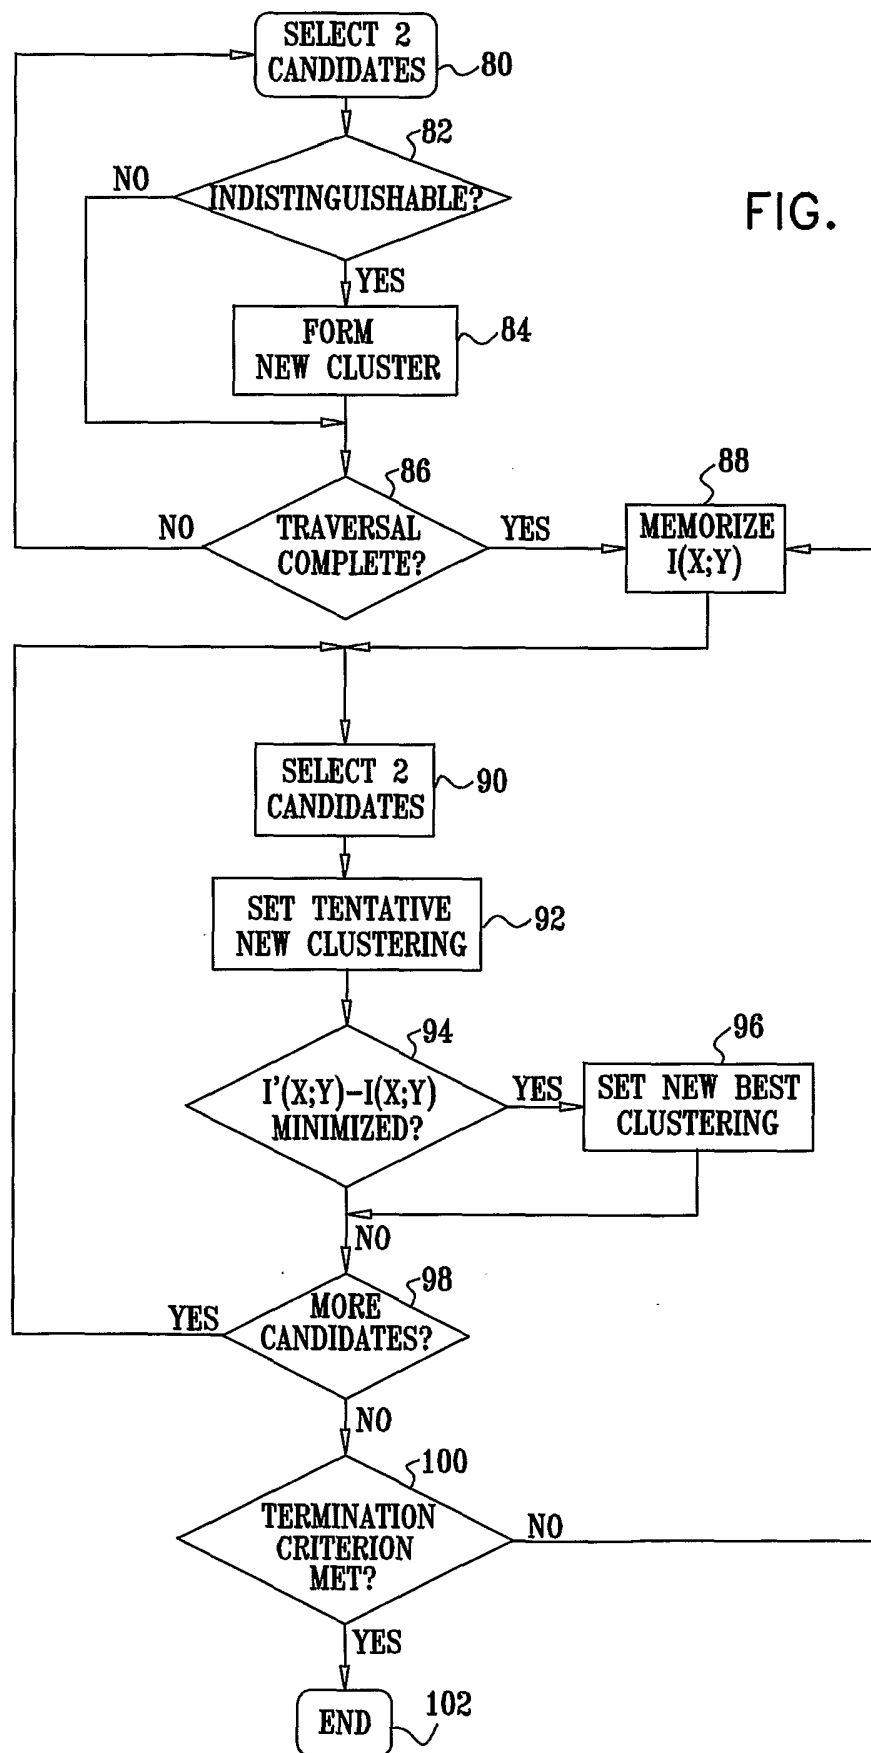 SELECT 2
CANDIDATES
80
82
NO
INDISTINGUISHABLE?
FIG.
YES
FORM
NEW CLUSTER
84
86
88
NO
TRAVERSAL
COMPLETE?
YES
MEMORIZE
I(X;Y)
SELECT 2
CANDIDATES
90
SET TENTATIVE
NEW CLUSTERING
92
94
96
I'(X;Y)-I(X;Y)
MINIMIZED?
YES
SET NEW BEST
CLUSTERING
NO
98
YES
MORE
CANDIDATES?
NO
100
TERMINATION
CRITERION
MET?
NO
YES
END
102